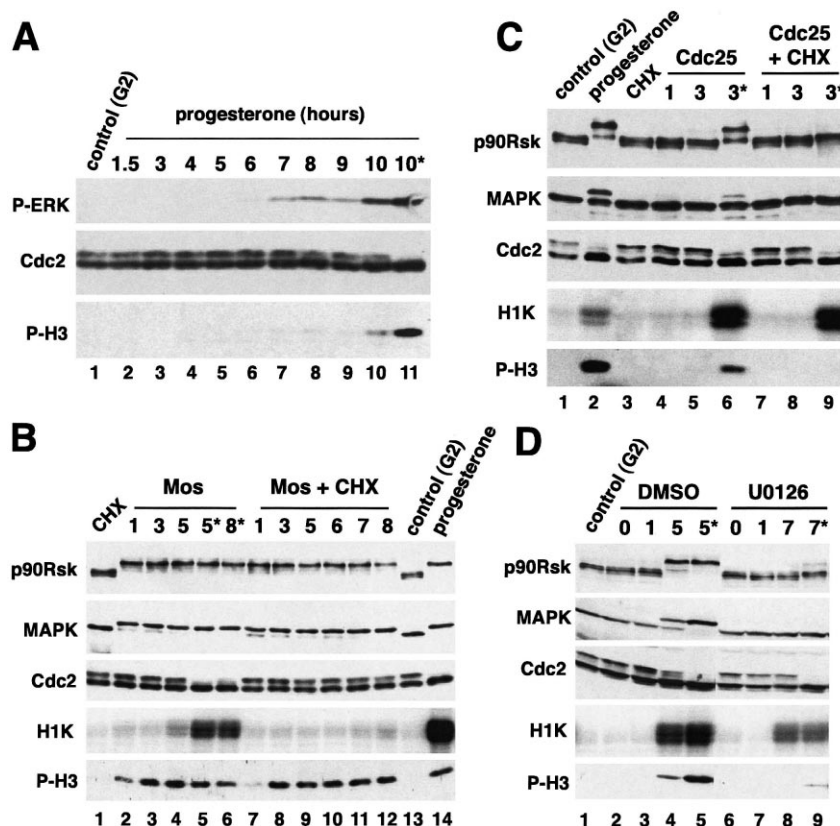 A
control (G2)
progesterone (hours)
1.5 3 4 5 6 7 8 9 10 10*
P-ERK
Cdc2
P-H3
1 2 3 4 5 6 7 8 9 10 11
B
CHX
Mos
Mos + CHX
control (G2)
progesterone
1 3 5 5* 8* 1 3 5 6 7 8
p90Rsk
MAPK
Cdc2
H1K
P-H3
1 2 3 4 5 6 7 8 9 10 11 12 13 14
C
control (G2)
progesterone
CHX
Cdc25
Cdc25
+ CHX
1 3 3* 1 3 3*
p90Rsk
MAPK
Cdc2
H1K
P-H3
1 2 3 4 5 6 7 8 9
D
control (G2)
DMSO
U0126
0 1 5 5* 0 1 7 7*
p90Rsk
MAPK
Cdc2
H1K
P-H3
1 2 3 4 5 6 7 8 9